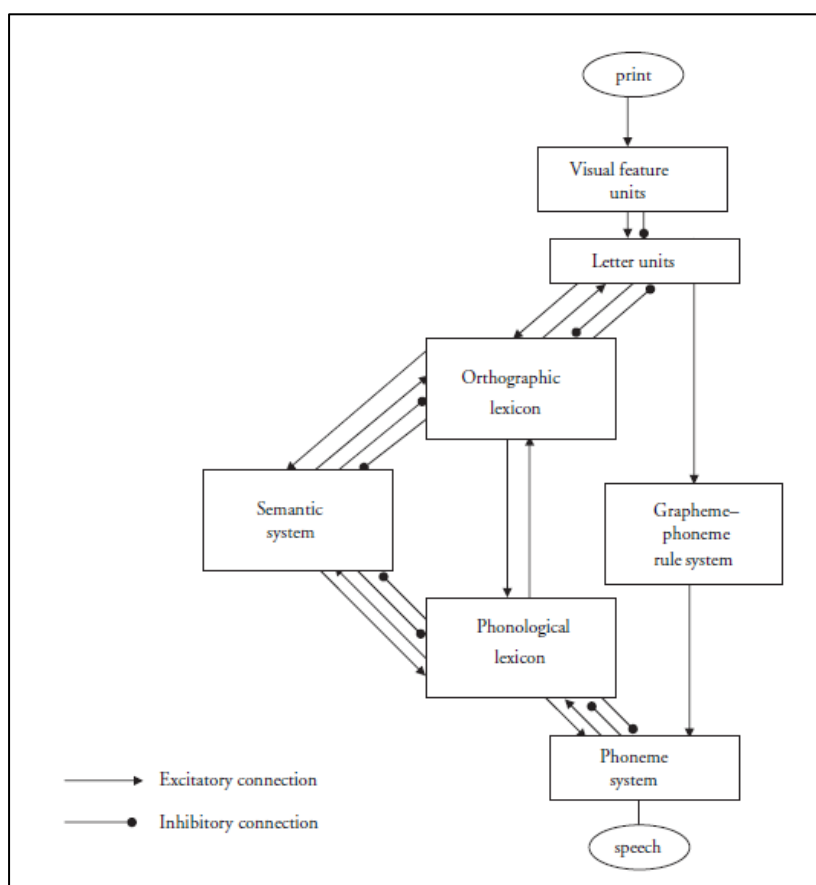 print
Visual feature
units
Letter units
Orthographic
lexicon
Semantic
system
Grapheme–
phoneme
rule system
Phonological
lexicon
Phoneme
system
Excitatory connection
Inhibitory connection
speech